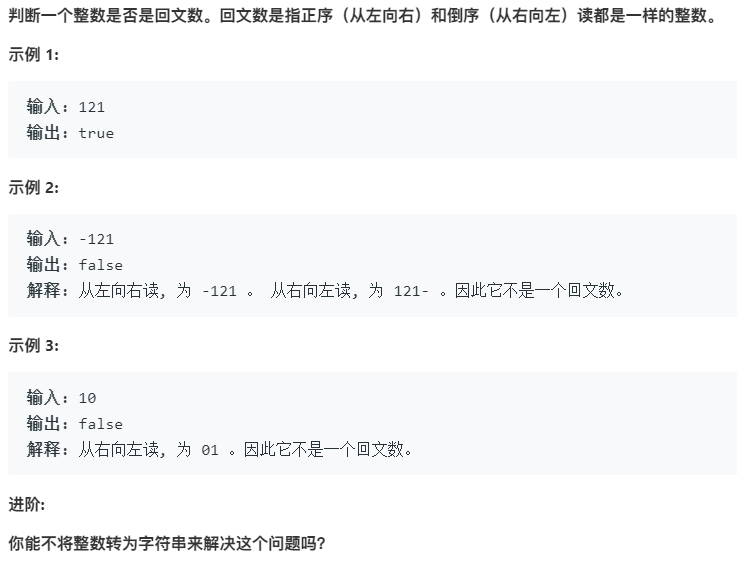 判断一个整数是否是回文数。回文数是指正序（从左向右）和倒序（从右向左）读都是一样的整数。
示例 1:
输入: 121
输出: true
示例 2:
输入: -121
输出: false
解释: 从左向右读, 为 -121 。 从右向左读, 为 121- 。因此它不是一个回文数。
示例 3:
输入: 10
输出: false
解释: 从右向左读, 为 01 。因此它不是一个回文数。
进阶:
你能不将整数转为字符串来解决这个问题吗？